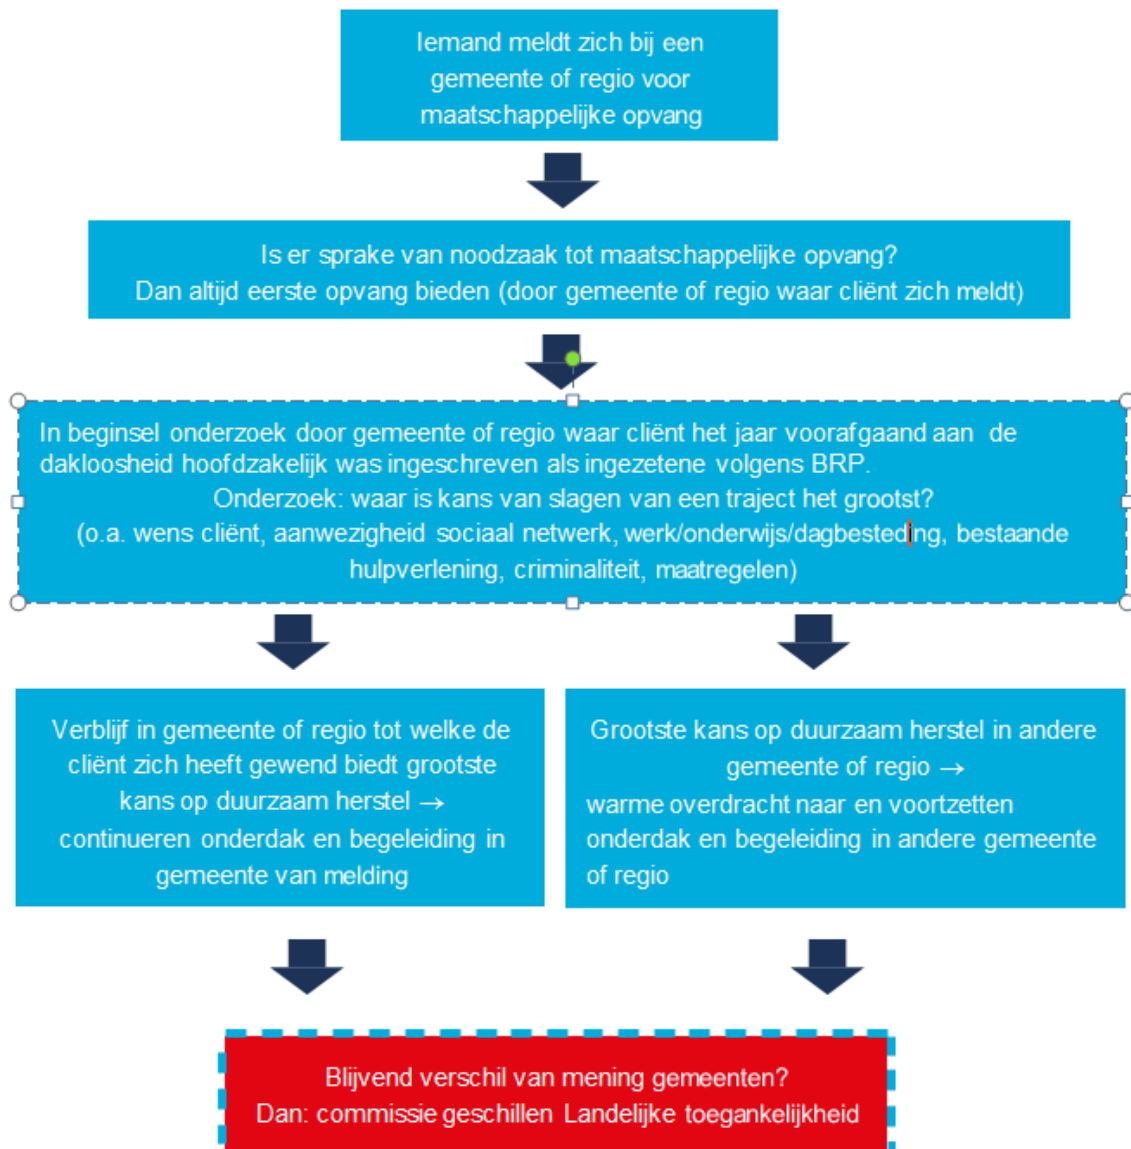 Iemand meldt zich bij een
gemeente of regio voor
maatschappelijke opvang
Is er sprake van noodzaak tot maatschappelijke opvang?
Dan altijd eerste opvang bieden (door gemeente of regio waar cliënt zich meldt)
In beginsel onderzoek door gemeente of regio waar cliënt het jaar voorafgaand aan de
dakloosheid hoofdzakelijk was ingeschreven als ingezetene volgens BRP.
Onderzoek: waar is kans van slagen van een traject het grootst?
(o.a. wens cliënt, aanwezigheid sociaal netwerk, werk/onderwijs/dagbesteding, bestaande
hulpverlening, criminaliteit, maatregelen)
Verblijf in gemeente of regio tot welke de
cliënt zich heeft gewend biedt grootste
kans op duurzaam herstel →
continueren onderdak en begeleiding in
gemeente van melding
Grootste kans op duurzaam herstel in andere
gemeente of regio →
warme overdracht naar en voortzetten
onderdak en begeleiding in andere gemeente
of regio
Blijvend verschil van mening gemeenten?
Dan: commissie geschillen Landelijke toegankelijkheid